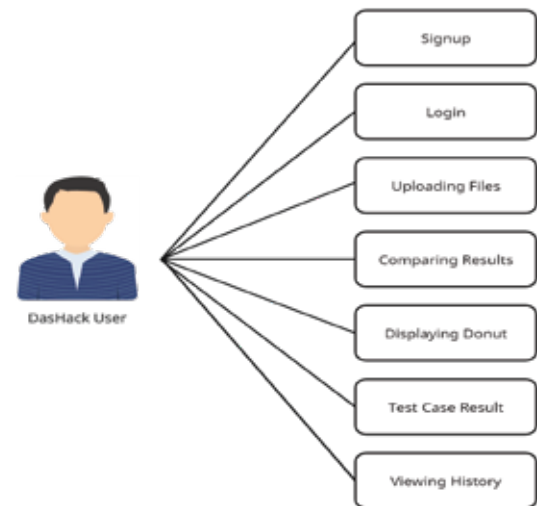 Signup
Login
Uploading Files
Comparing Results
DasHack User
Displaying Donut
Test Case Result
Viewing History